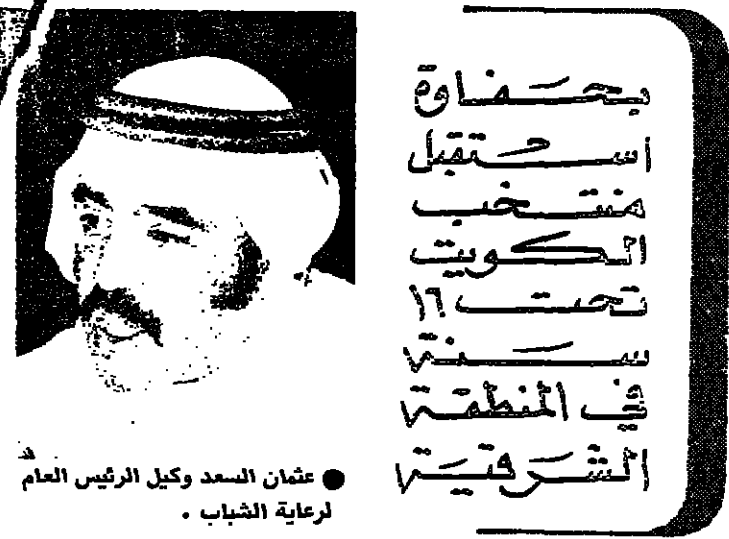 بحفاوة
استقبل
منتخب
الكويت
تحت ١٦
سنة
في المنطقة
الشرقية
● عثمان السعد وكيل الرئيس العام
لرعاية الشباب .